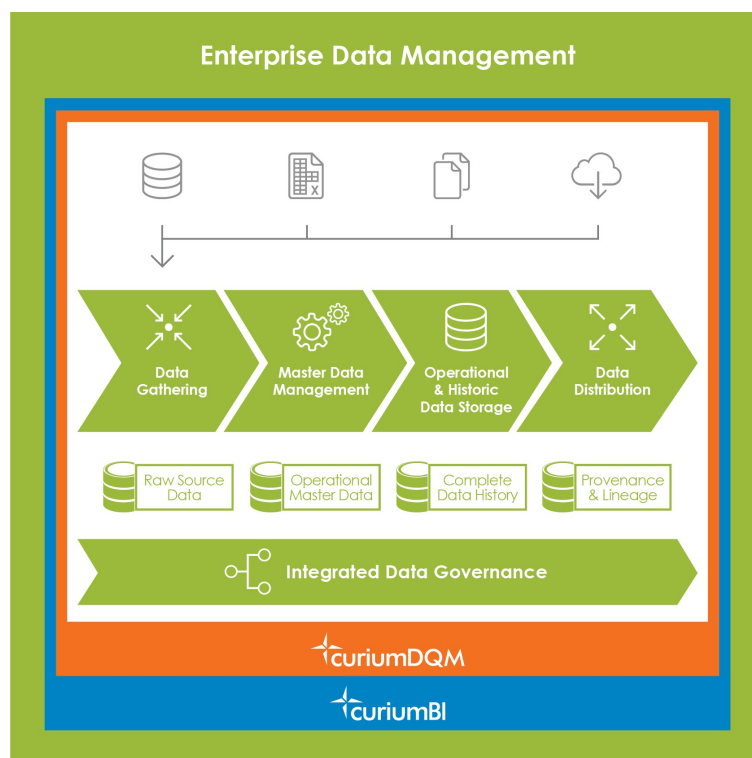 Enterprise Data Management
X
Data
Gathering
Master Data
Management
Operational
& Historic
Data Storage
Data
Distribution
Raw Source
Data
Operational
Master Data
Complete
Data History
Provenance
& Lineage
Integrated Data Governance
curiumDQM
curiumBI